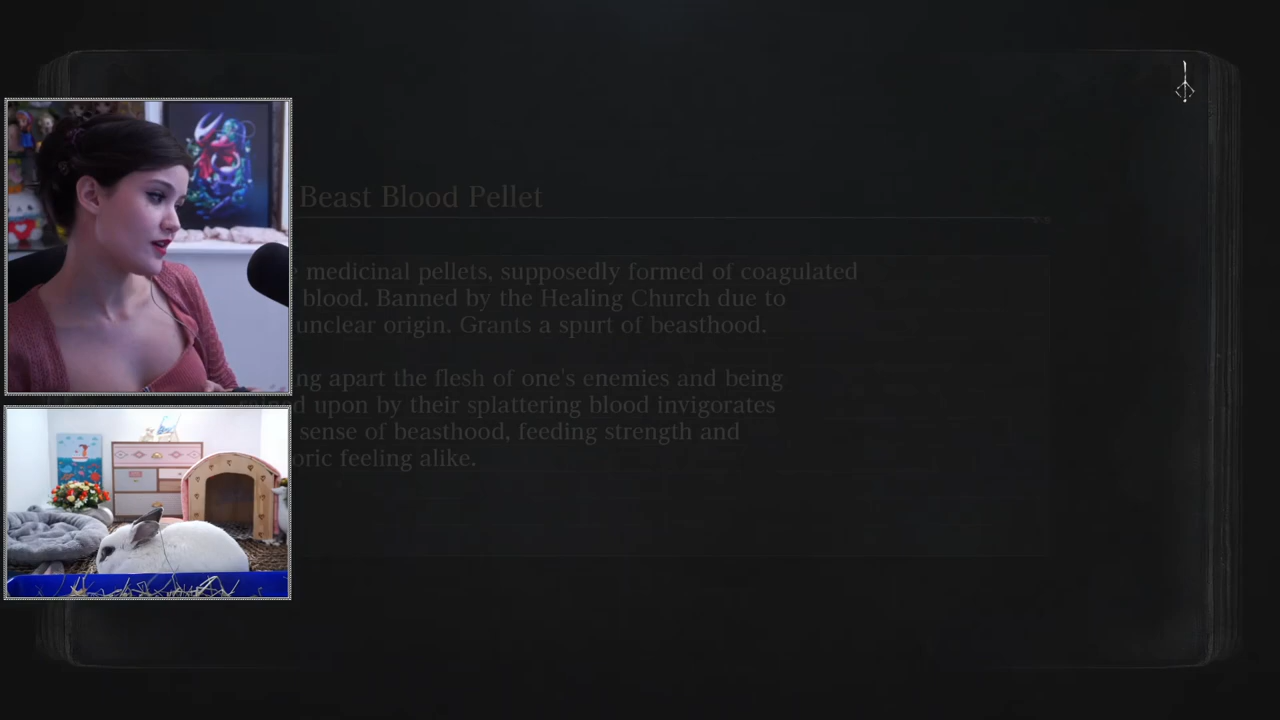 Beast Blood Pellet
medicinal pellets, supposedly formed of coagulated
blood. Banned by the Healing Church due to
unclear origin. Grants a spurt of beasthood.
apart the flesh of one's enemies and being
upon by their splattering blood invigorates
sense of beasthood, feeding strength and
feeling alike.